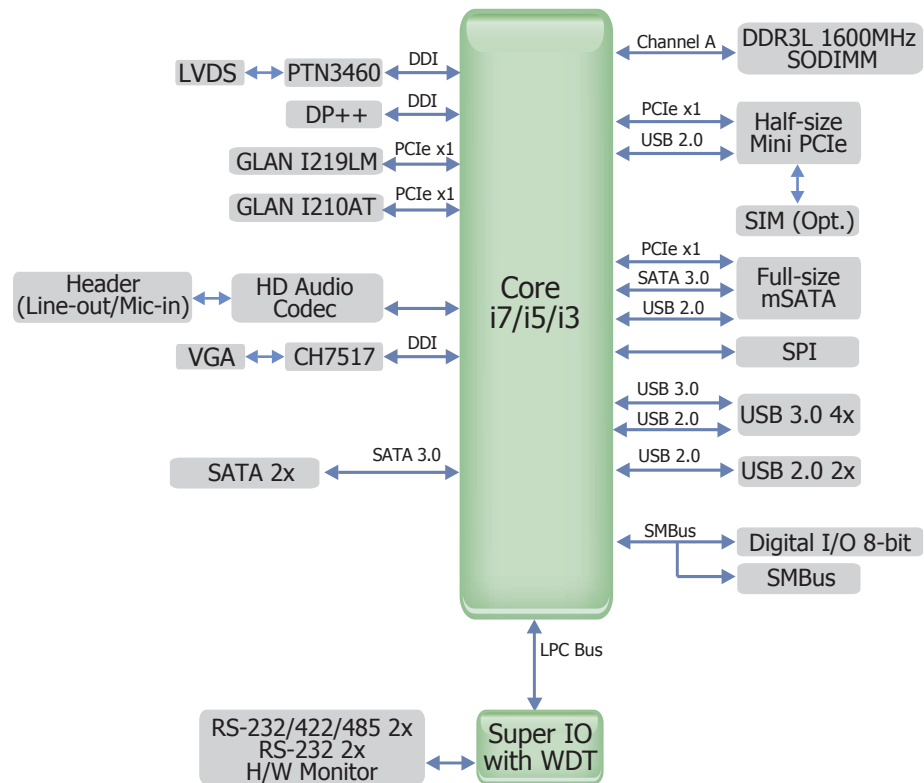 LVDS
PTN3460
DDI
DP++
DDI
GLAN I219LM
PCIe x1
GLAN I210AT
PCIe x1
Header
(Line-out/Mic-in)
HD Audio
Codec
VGA
CH7517
DDI
SATA 2x
SATA 3.0
Core
i7/i5/i3
Channel A
DDR3L 1600MHz
SODIMM
PCIe x1
USB 2.0
Half-size
Mini PCIe
SIM (Opt.)
PCIe x1
SATA 3.0
USB 2.0
Full-size
mSATA
SPI
USB 3.0
USB 2.0
USB 3.0 4x
USB 2.0
USB 2.0 2x
SMBus
Digital I/O 8-bit
SMBus
LPC Bus
RS-232/422/485 2x
RS-232 2x
H/W Monitor
Super IO
with WDT